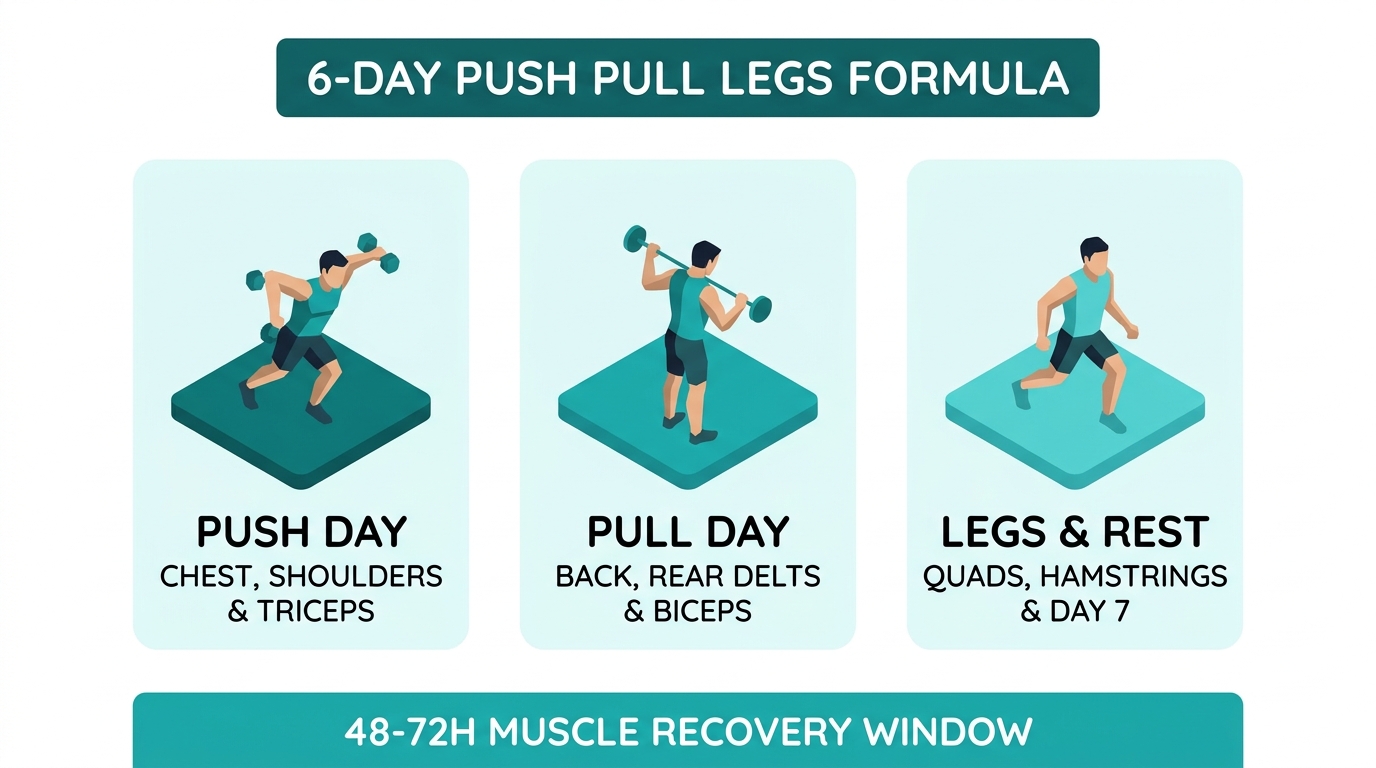 6-DAY PUSH PULL LEGS FORMULA
PUSH DAY
CHEST, SHOULDERS
& TRICEPS
PULL DAY
BACK, REAR DELTS
& BICEPS
LEGS & REST
QUADS, HAMSTRINGS
& DAY 7
48-72H MUSCLE RECOVERY WINDOW